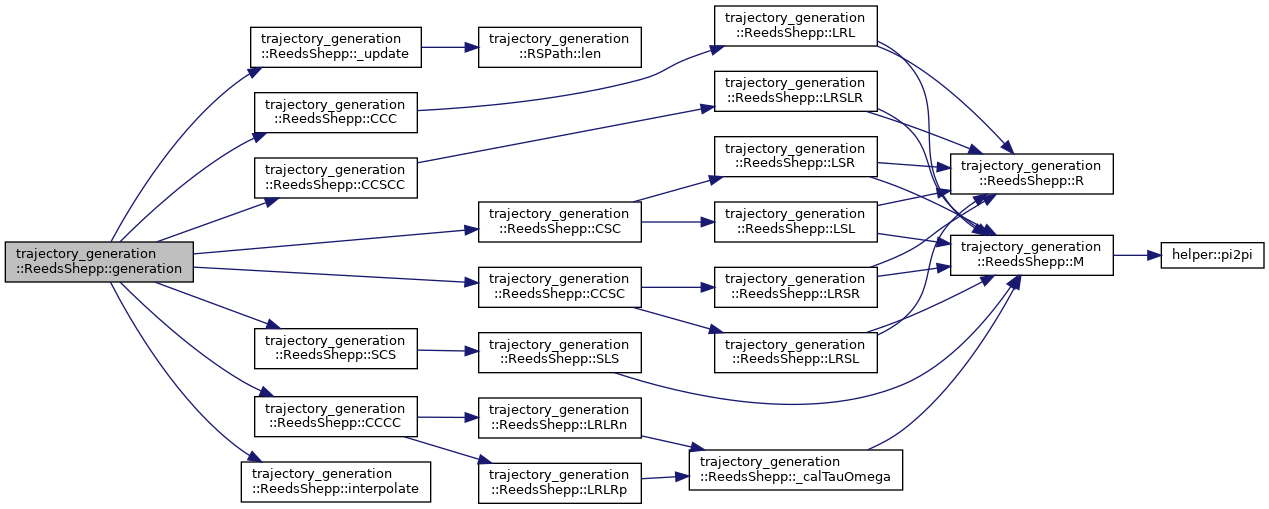 trajectory_generation
::ReedsShepp::generation
trajectory_generation
::ReedsShepp::_update
trajectory_generation
::RSPath::len
trajectory_generation
::ReedsShepp::CCC
trajectory_generation
::ReedsShepp::LRL
trajectory_generation
::ReedsShepp::CCSCC
trajectory_generation
::ReedsShepp::LRSLR
trajectory_generation
::ReedsShepp::CSC
trajectory_generation
::ReedsShepp::LSR
trajectory_generation
::ReedsShepp::LSL
trajectory_generation
::ReedsShepp::CCSC
trajectory_generation
::ReedsShepp::LRSR
trajectory_generation
::ReedsShepp::LRSL
trajectory_generation
::ReedsShepp::SCS
trajectory_generation
::ReedsShepp::SLS
trajectory_generation
::ReedsShepp::CCCC
trajectory_generation
::ReedsShepp::LRLRn
trajectory_generation
::ReedsShepp::LRLRp
trajectory_generation
::ReedsShepp::_calTauOmega
trajectory_generation
::ReedsShepp::interpolate
trajectory_generation
::ReedsShepp::R
trajectory_generation
::ReedsShepp::M
helper::pi2pi